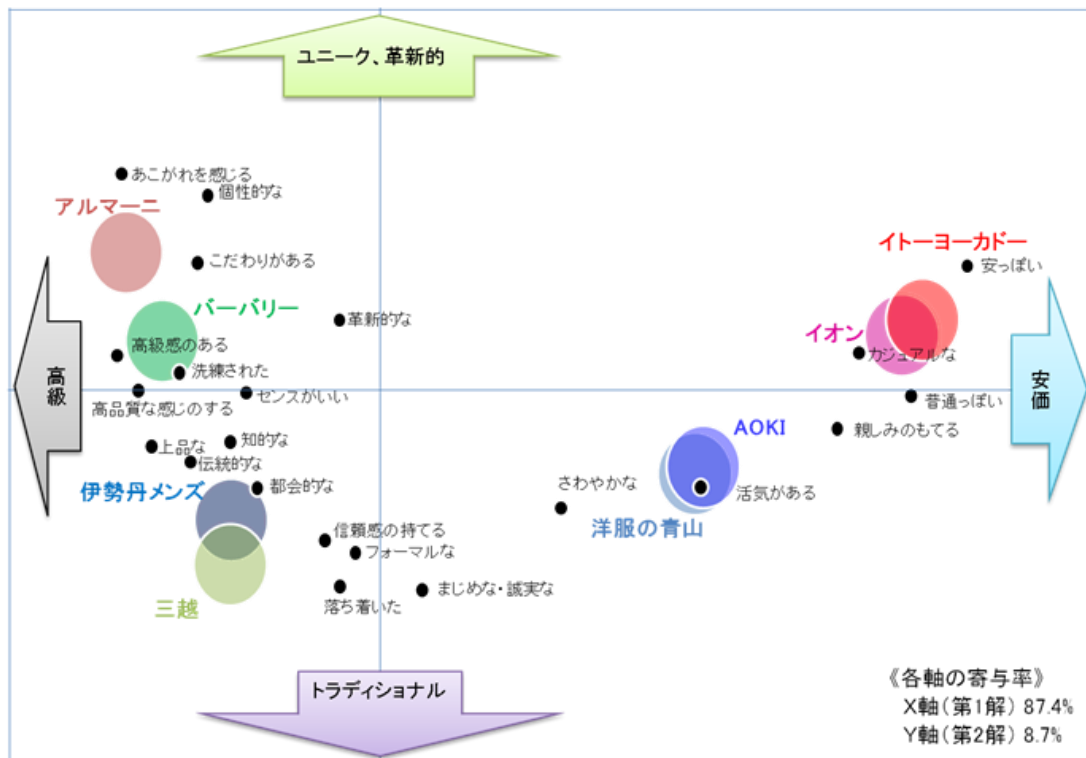 ユニーク、革新的
あこがれを感じる
個性的な
アルマーニ
イトーヨーカドー
こだわりがある
安っぽい
バーバリー
革新的な
イオン
高級感のある
カジュアルな
洗練された
高級
安価
センスがいい
普通っぽい
高品質な感じのする
AOKI
親しみのもてる
知的な
上品な
伝統的な
さわやかな
伊勢丹メンズ
都会的な
活気がある
洋服の青山
信頼感の持てる
フォーマルな
まじめな・誠実な
三越
落ち着いた
トラディショナル
《各軸の寄与率》
X軸(第1解) 87.4%
Y軸(第2解) 8.7%